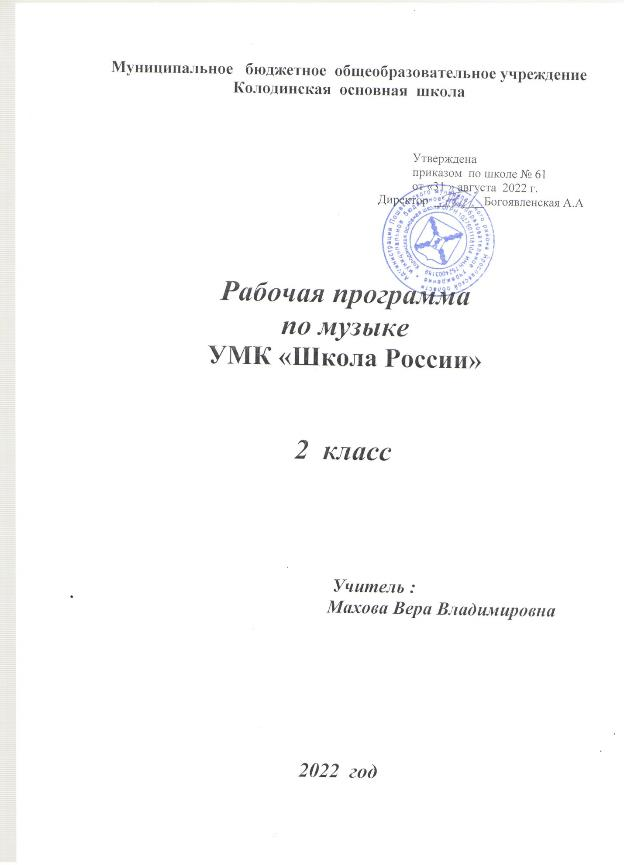 Муниципальное бюджетное общеобразовательное учреждение
Колодинская основная школа
Утверждена
приказом по школе № 61
от «31 » августа 2022 г.
Директор Богоявленская А.А
Рабочая программа
по музыке
УМК «Школа России»
2 класс
Учитель :
Махова Вера Владимировна
2022 год